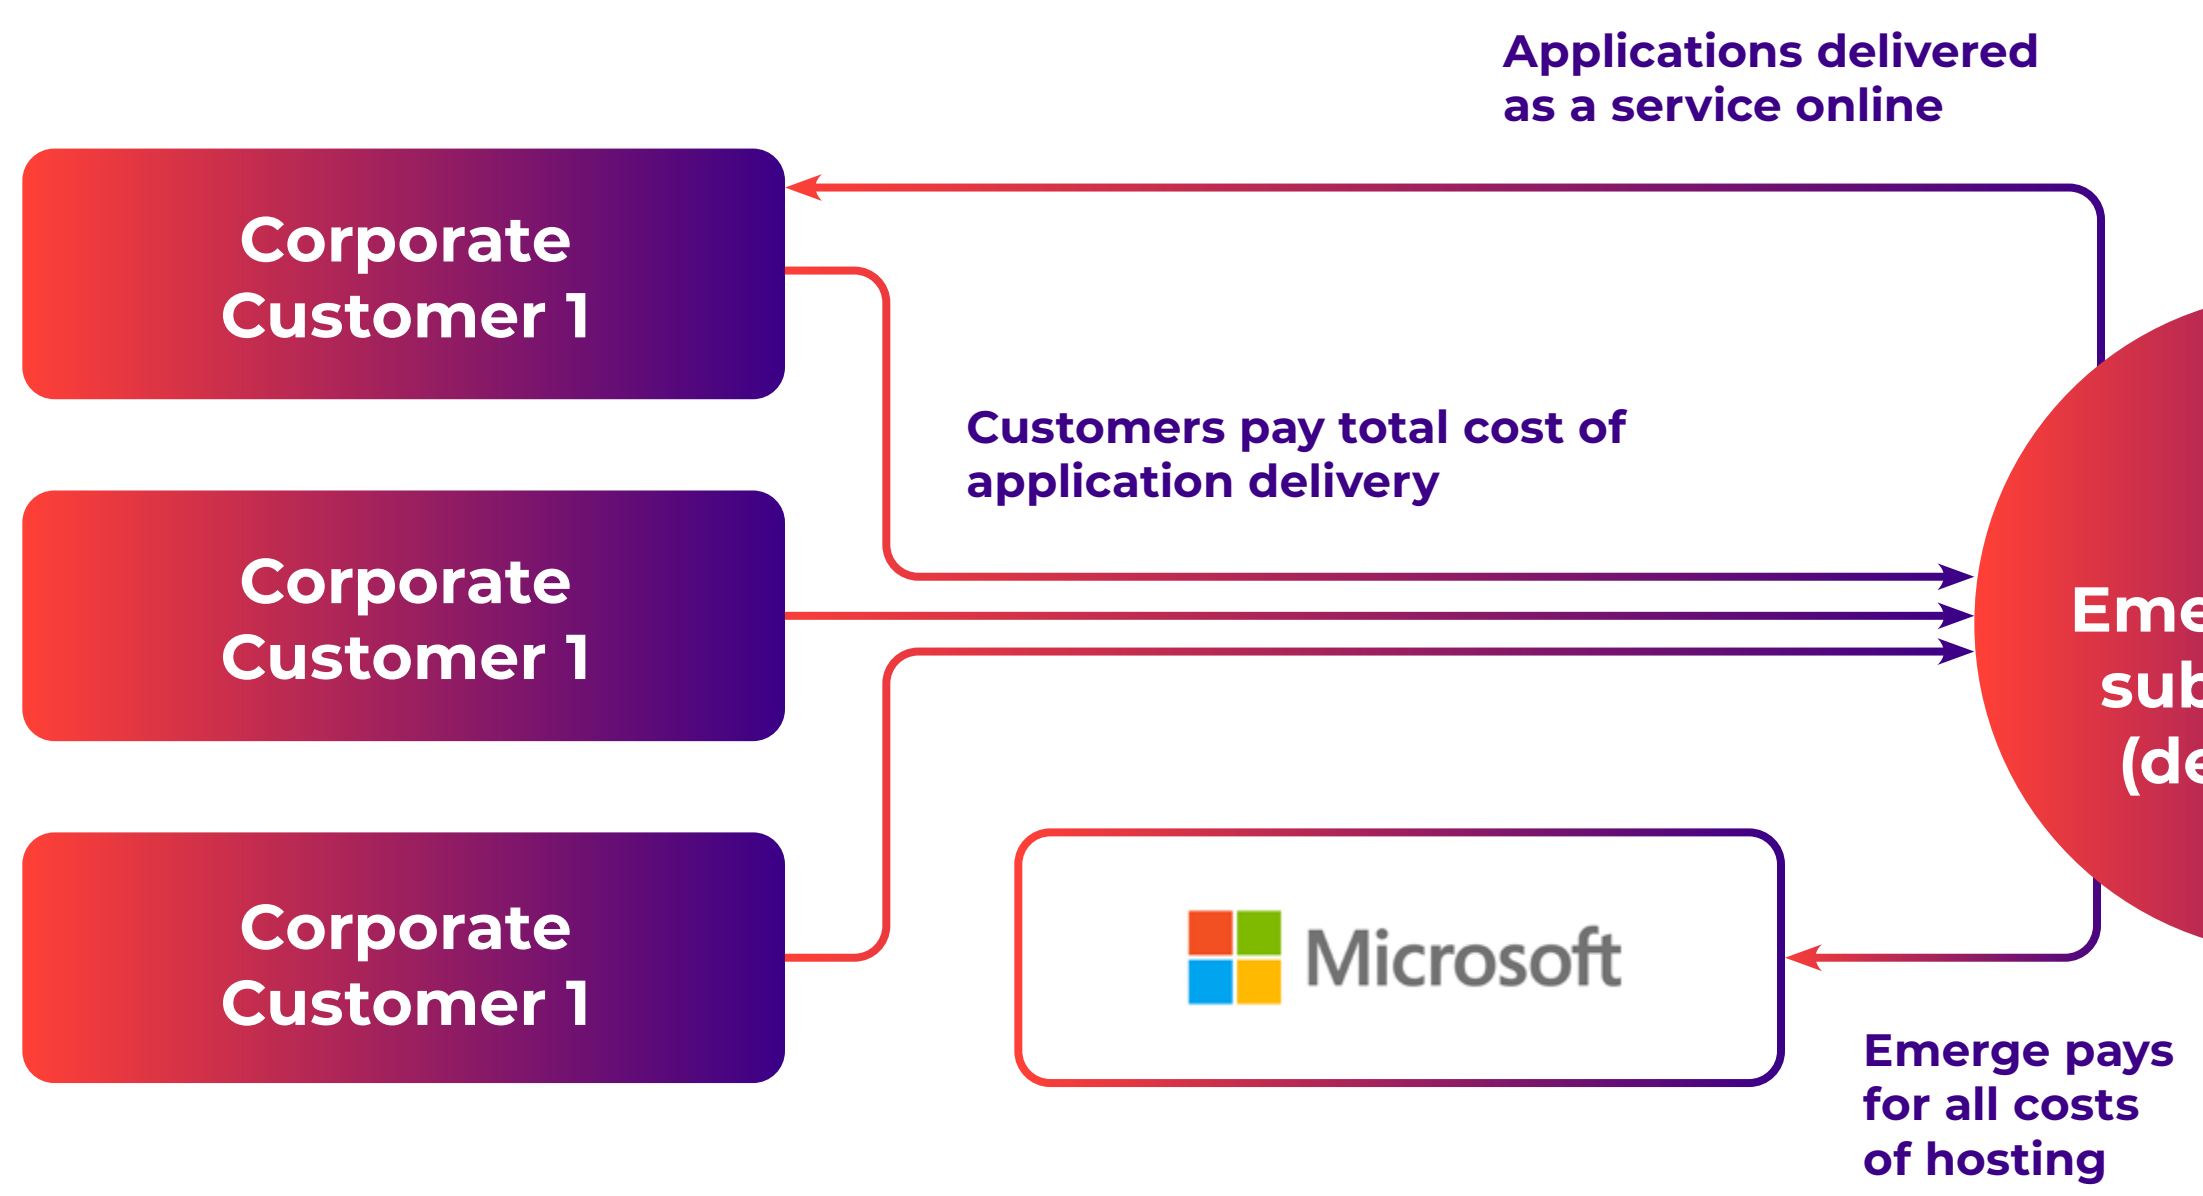 Applications delivered
as a service online
Corporate
Customer 1
Customers pay total cost of
application delivery
Corporate
Customer 1
Corporate
Customer 1
Microsoft
Emerge pays
for all costs
of hosting